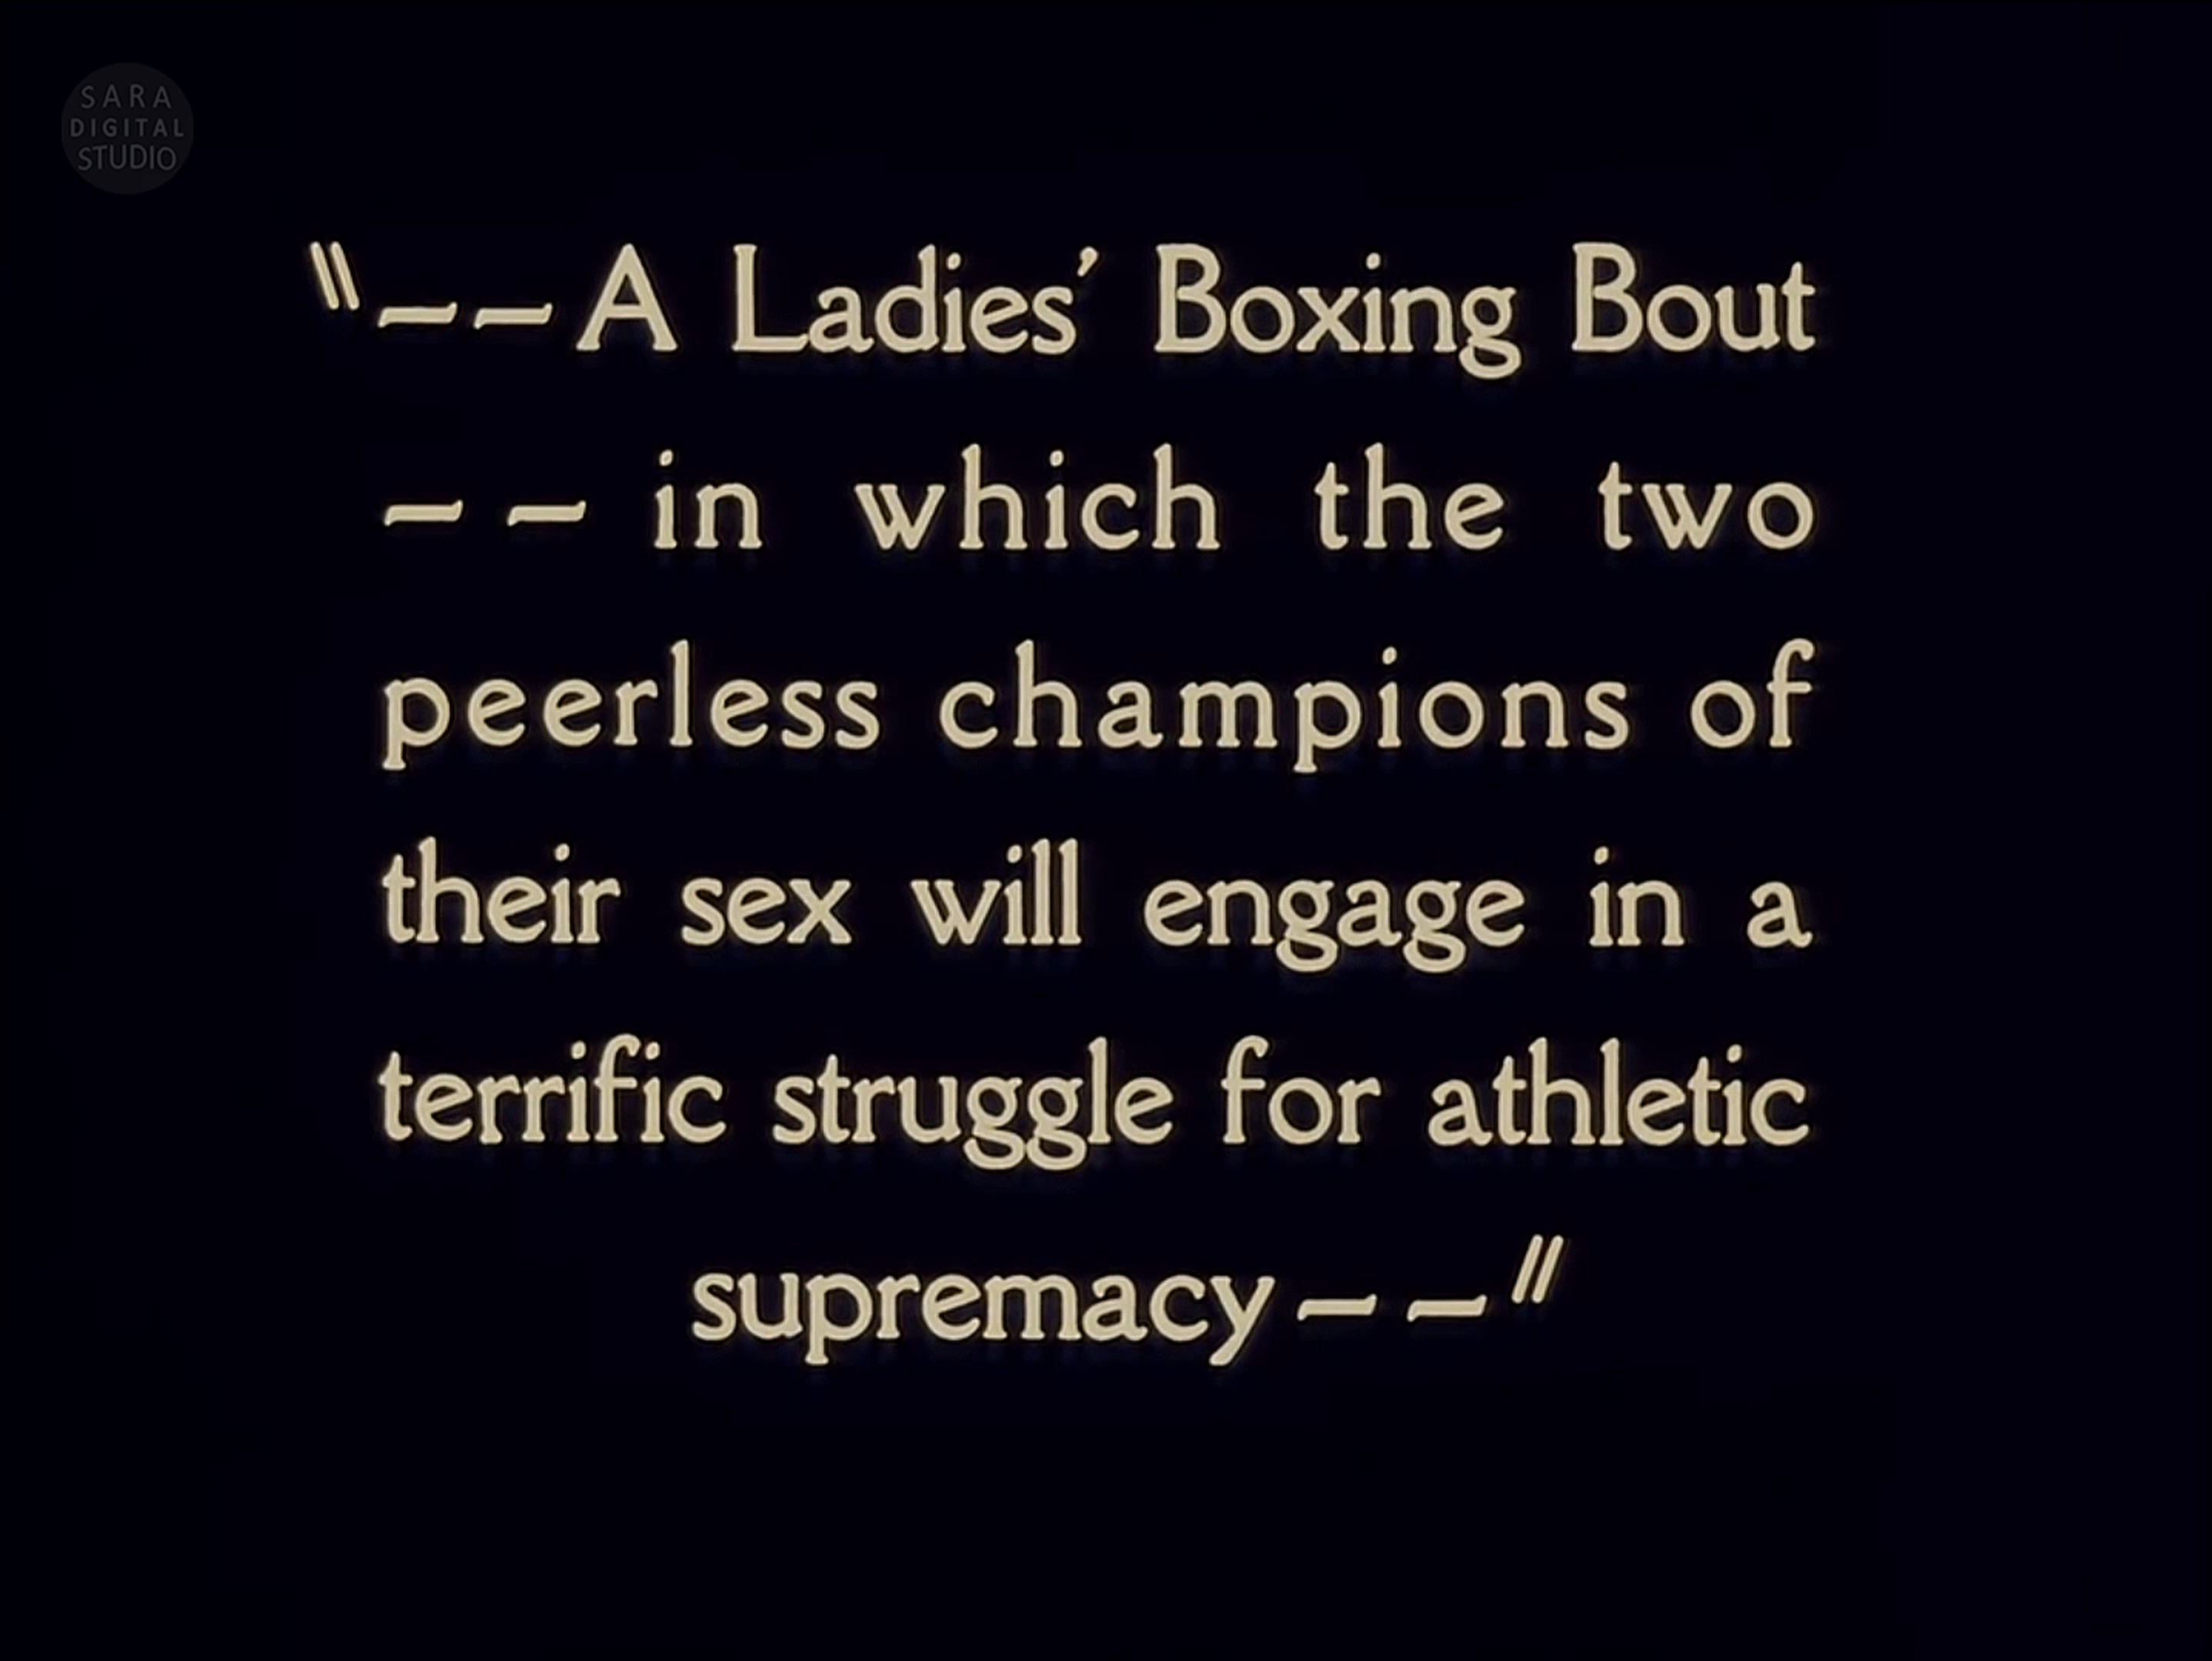 SARA
DIGITAL
STUDIO
"——A Ladies' Boxing Bout
—— in which the two
peerless champions of
their sex will engage in a
terrific struggle for athletic
supremacy——"